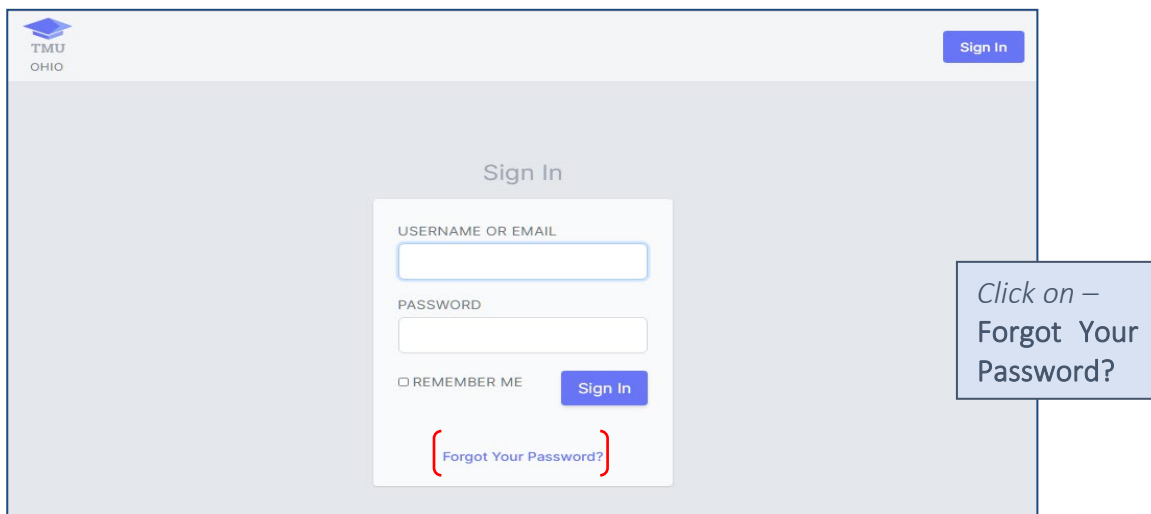 TMU
OHIO
Sign In
Sign In
USERNAME OR EMAIL
PASSWORD
REMEMBER ME
Sign In
Forgot Your Password?
Click on –
Forgot Your
Password?